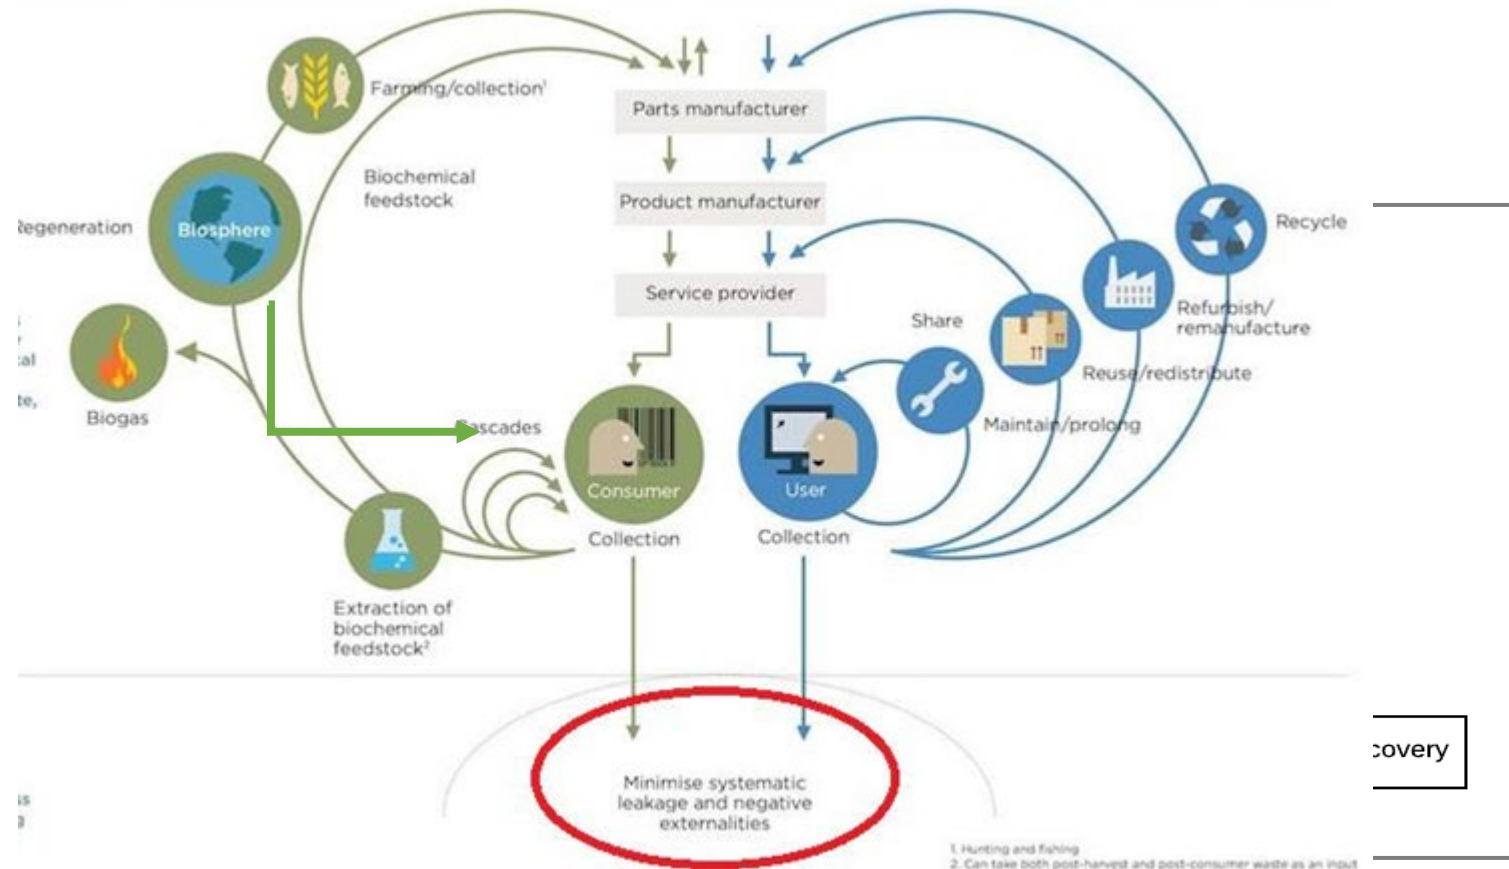 Farming/collection¹
Parts manufacturer
Biochemical
feedstock
Product manufacturer
Regeneration
Biosphere
Recycle
Service provider
Share
Refurbish/
remanufacture
Reuse/redistribute
Biogas
Cascades
Maintain/prolong
Consumer
User
Collection
Collection
Extraction of
biochemical
feedstock²
covery
Minimise systematic
leakage and negative
externalities
1. Hunting and fishing
2. Can take both post-harvest and post-consumer waste as an input